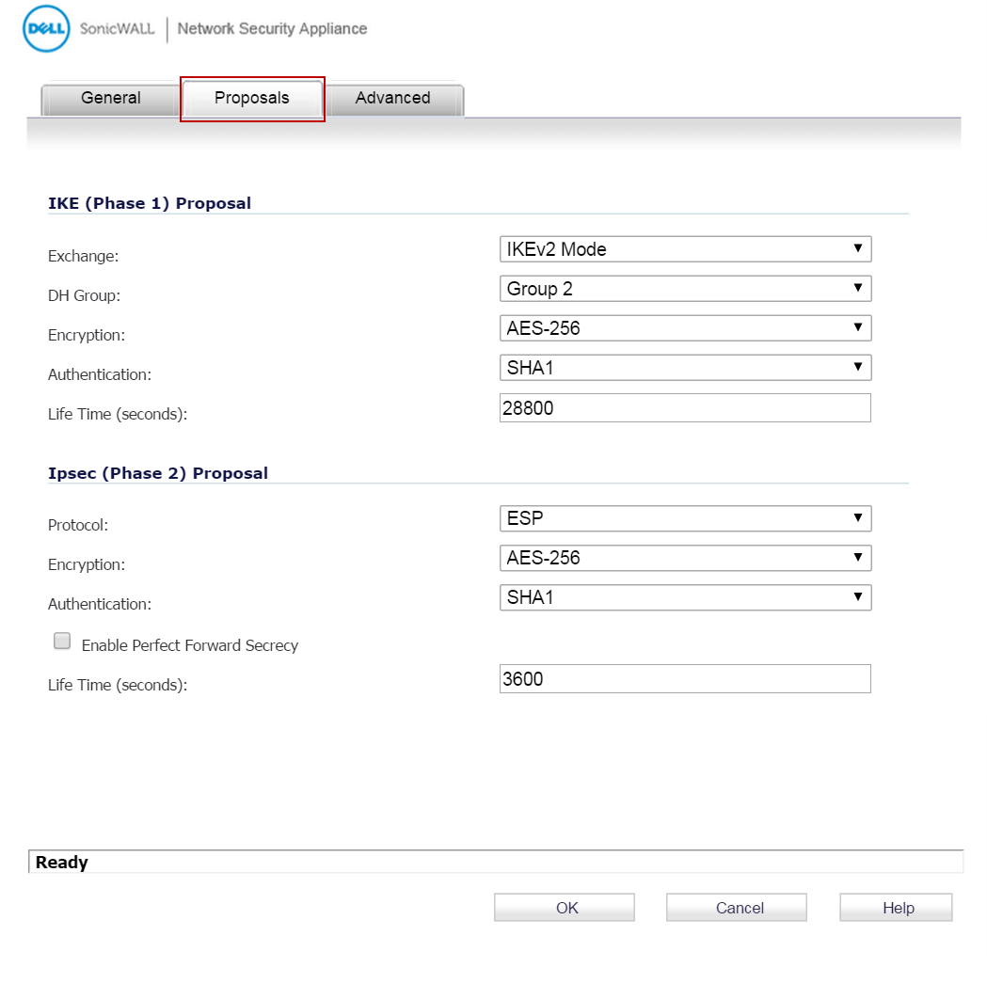 DELL SonicWALL | Network Security Appliance
General Proposals Advanced
IKE (Phase 1) Proposal
Exchange: IKEv2 Mode
DH Group: Group 2
Encryption: AES-256
Authentication: SHA1
Life Time (seconds): 28800
Ipsec (Phase 2) Proposal
Protocol: ESP
Encryption: AES-256
Authentication: SHA1
Enable Perfect Forward Secrecy
Life Time (seconds): 3600
Ready
OK Cancel Help